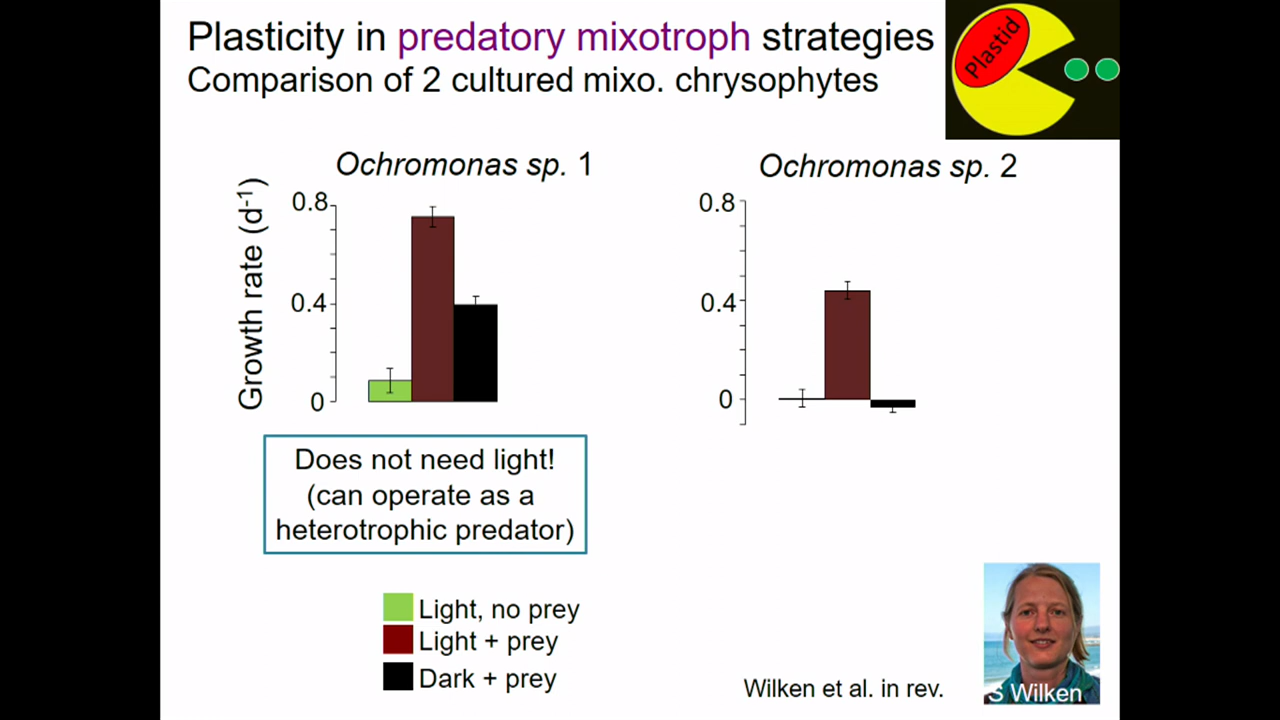 Plasticity in predatory mixotroph strategies
Comparison of 2 cultured mixo. chrysophytes
Plastid
Ochromonas sp. 1
Growth rate (d-1)
0.8
0.4
0
Ochromonas sp. 2
0.8
0.4
0
Does not need light!
(can operate as a
heterotrophic predator)
Light, no prey
Light + prey
Dark + prey
Wilken et al. in rev.
S Wilken